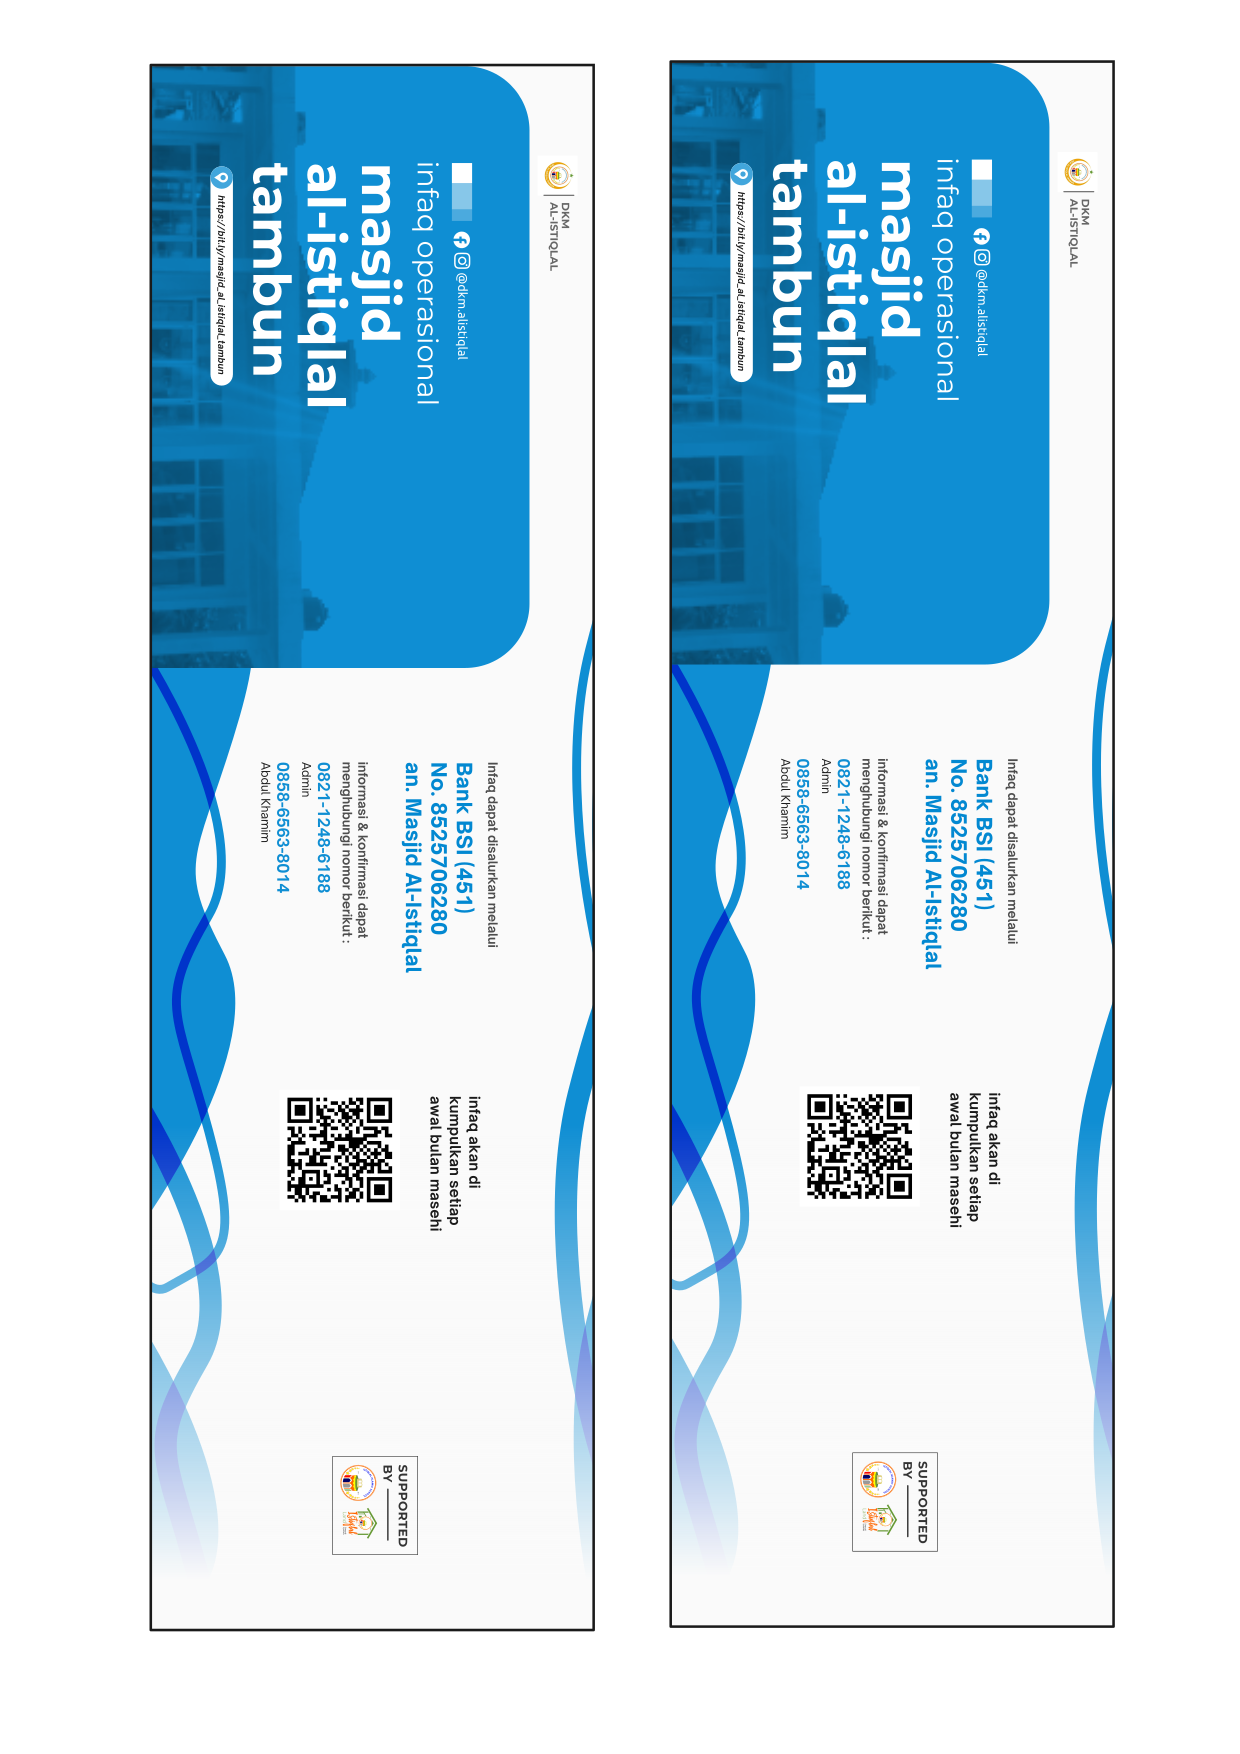 DKM
AL-ISTIQLAL
@dkm.alistiqlal
infaq operasional
masjid
al-istiqlal
tambun
https://bit.ly/masjid_al_istiqlal_tambun
Infaq dapat disalurkan melalui
Bank BSI (451)
No. 8525706280
an. Masjid Al-Istiqlal
informasi & konfirmasi dapat
menghubungi nomor berikut :
0821-1248-6188
Admin
0858-6563-8014
Abdul Khamim
infaq akan di
kumpulkan setiap
awal bulan masehi
SUPPORTED
BY
Istiqlal
DKM
AL-ISTIQLAL
@dkm.alistiqlal
infaq operasional
masjid
al-istiqlal
tambun
https://bit.ly/masjid_al_istiqlal_tambun
Infaq dapat disalurkan melalui
Bank BSI (451)
No. 8525706280
an. Masjid Al-Istiqlal
informasi & konfirmasi dapat
menghubungi nomor berikut :
0821-1248-6188
Admin
0858-6563-8014
Abdul Khamim
infaq akan di
kumpulkan setiap
awal bulan masehi
SUPPORTED
BY
Istiqlal